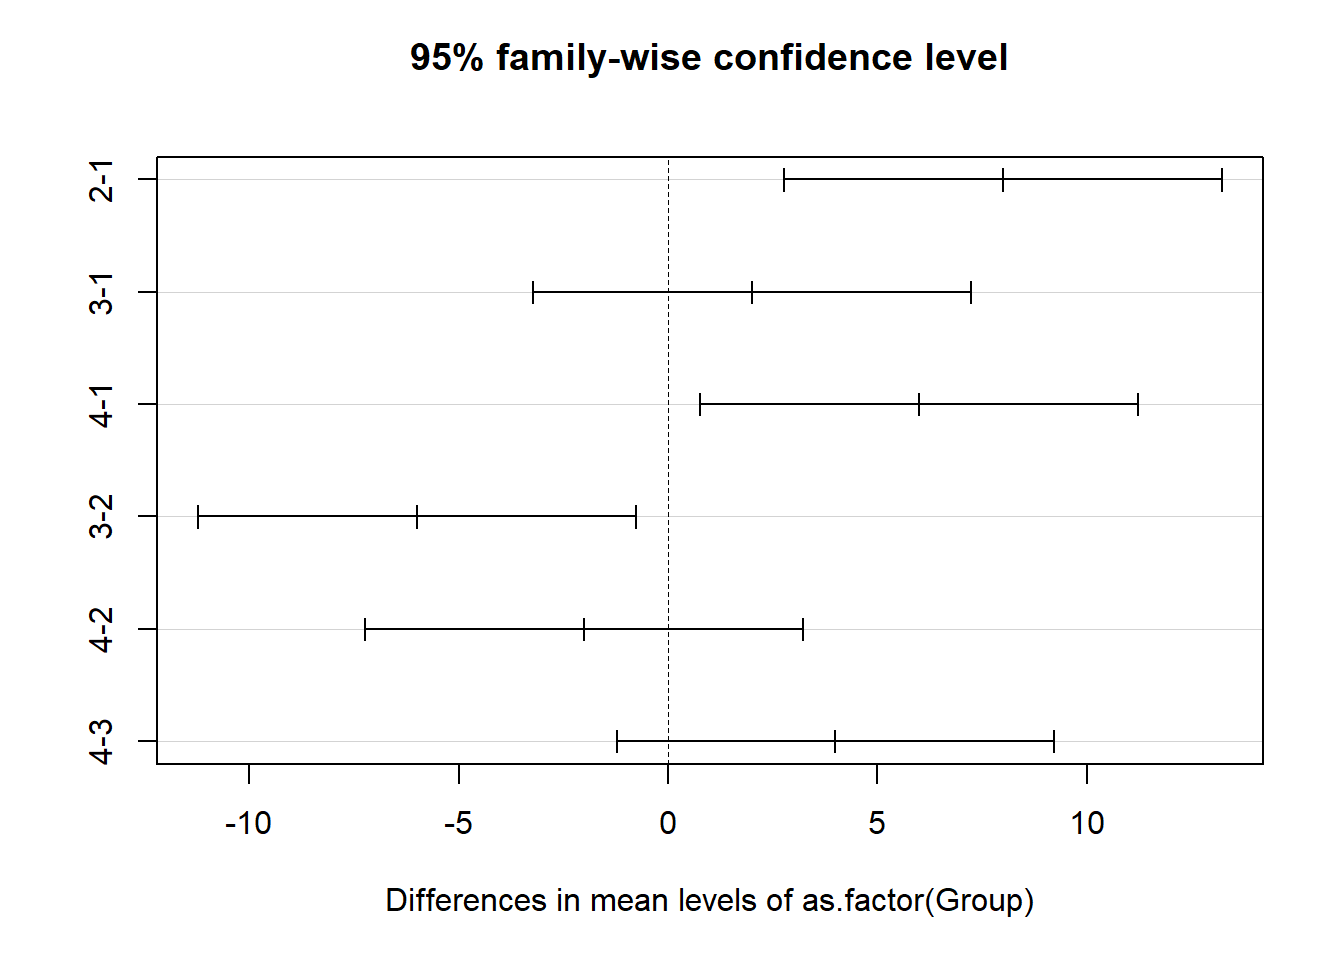 95% family-wise confidence level
2-1
3-1
4-1
3-2
4-2
4-3
-10 -5 0 5 10
Differences in mean levels of as.factor(Group)